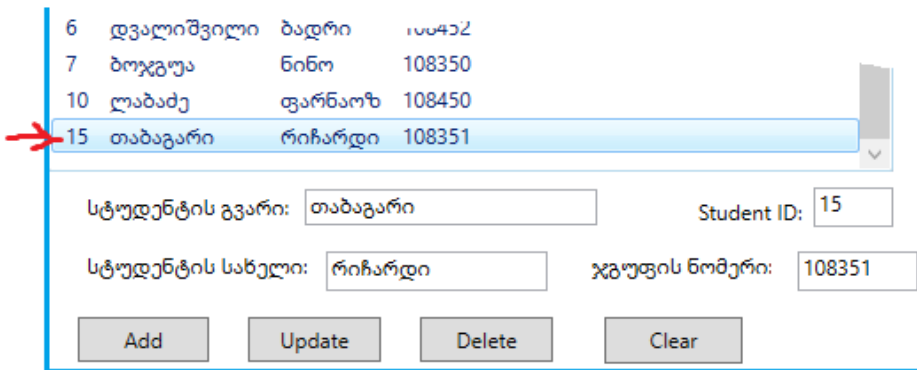 6 დვალიშვილი ბადრი 108452
7 ბოჯგუა ნინო 108350
10 ლაბაძე ფარნაოზ 108450
15 თაბაგარი რიჩარდი 108351
სტუდენტის გვარი: თაბაგარი Student ID: 15
სტუდენტის სახელი: რიჩარდი ჯგუფის ნომერი: 108351
Add Update Delete Clear